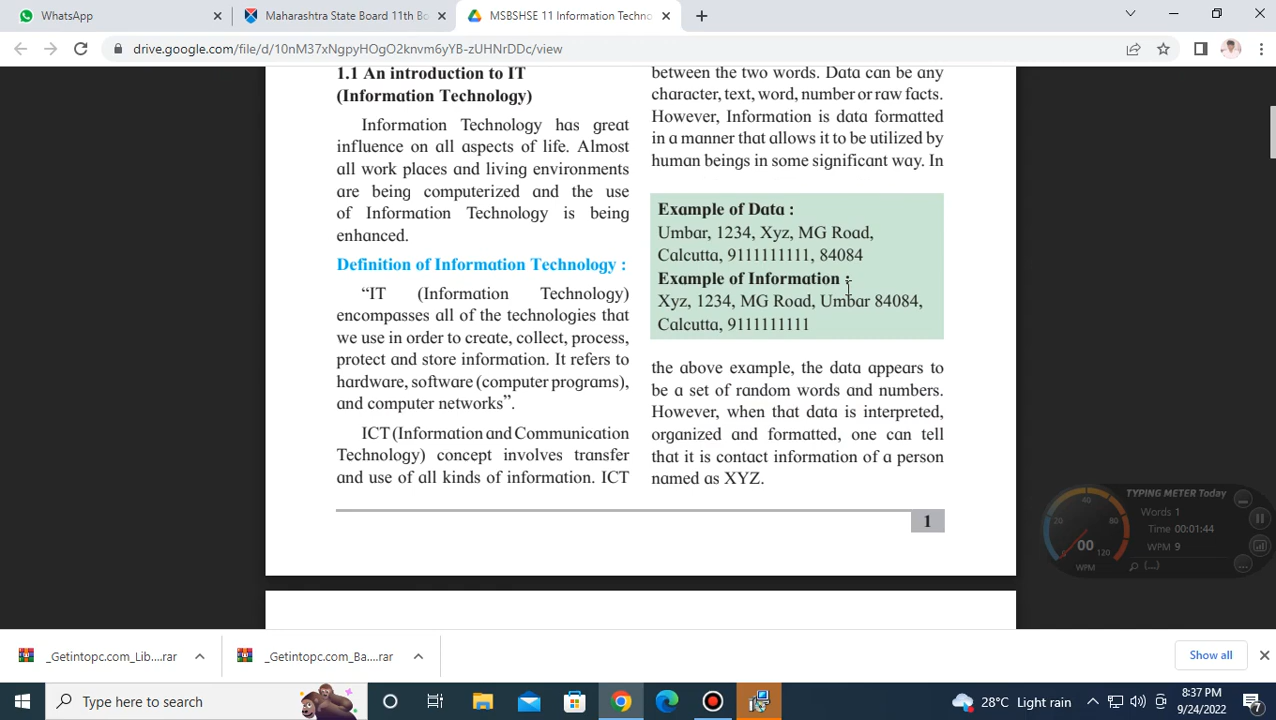 WhatsApp
Maharashtra State Board 11th Bo
MSBSHSE 11 Information Techno
drive.google.com/file/d/10nM37xNgpyHOgO2knvm6yYB-zUHNrDDc/view
1.1 An introduction to IT
(Information Technology)
Information Technology has great
influence on all aspects of life. Almost
all work places and living environments
are being computerized and the use
of Information Technology is being
enhanced.
Definition of Information Technology :
“IT (Information Technology)
encompasses all of the technologies that
we use in order to create, collect, process,
protect and store information. It refers to
hardware, software (computer programs),
and computer networks”.
ICT (Information and Communication
Technology) concept involves transfer
and use of all kinds of information. ICT
between the two words. Data can be any
character, text, word, number or raw facts.
However, Information is data formatted
in a manner that allows it to be utilized by
human beings in some significant way. In
Example of Data :
Umbar, 1234, Xyz, MG Road,
Calcutta, 9111111111, 84084
Example of Information :
Xyz, 1234, MG Road, Umbar 84084,
Calcutta, 9111111111
the above example, the data appears to
be a set of random words and numbers.
However, when that data is interpreted,
organized and formatted, one can tell
that it is contact information of a person
named as XYZ.
1
TYPING METER Today
Words 1
Time 00:01:44
WPM 9
20
40
80
120
00
WPM
(...)
_Getintopc.com_Lib....rar
_Getintopc.com_Ba....rar
Show all
Type here to search
28°C Light rain
8:37 PM
9/24/2022
7